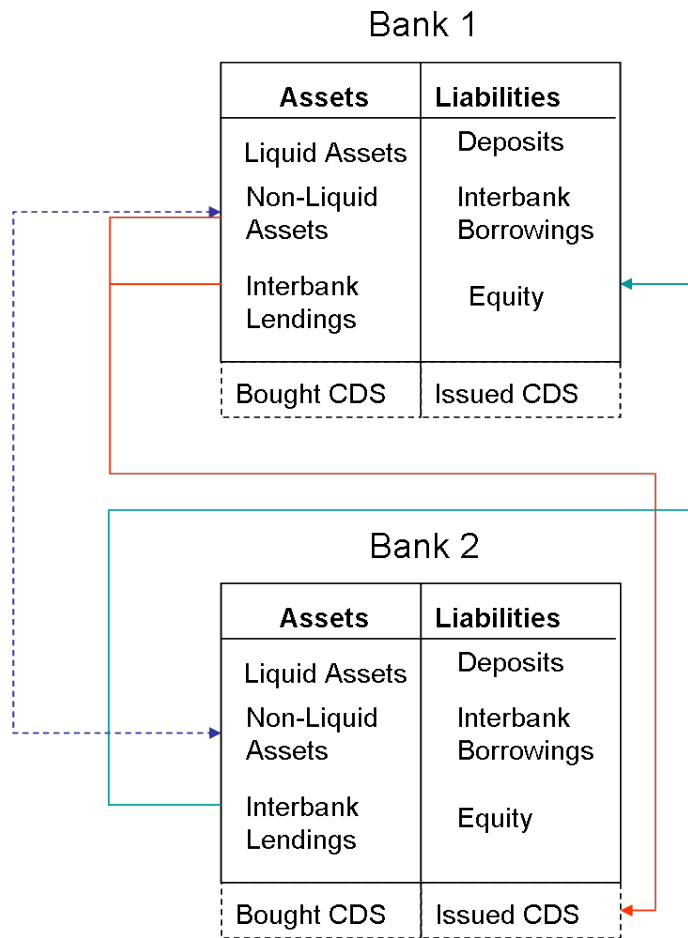 Bank 1
Assets Liabilities
Liquid Assets Deposits
Non-Liquid Interbank
Assets Borrowings
Interbank Equity
Lendings
Bought CDS Issued CDS
Bank 2
Assets Liabilities
Liquid Assets Deposits
Non-Liquid Interbank
Assets Borrowings
Interbank Equity
Lendings
Bought CDS Issued CDS